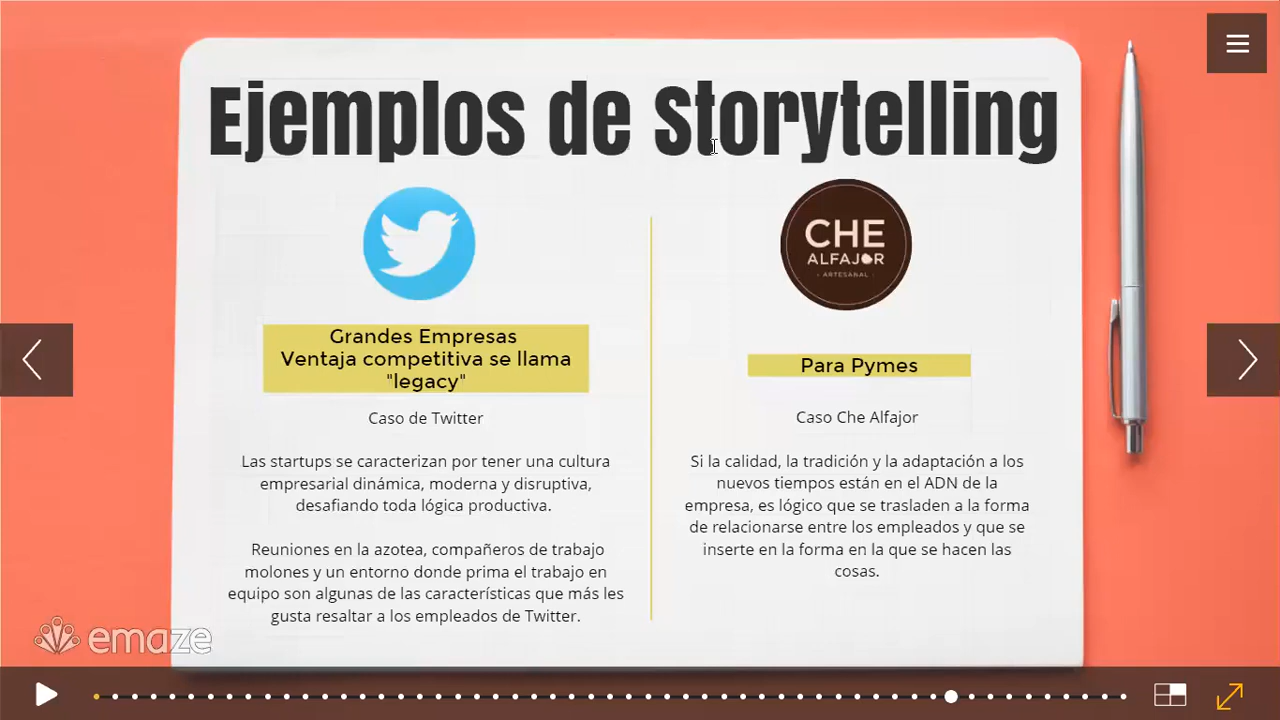 Ejemplos de Storytelling
CHE
ALFAJOR
- ARTESANAL -
Grandes Empresas
Ventaja competitiva se llama
"legacy"
Caso de Twitter
Las startups se caracterizan por tener una cultura
empresarial dinámica, moderna y disruptiva,
desafiando toda lógica productiva.
Reuniones en la azotea, compañeros de trabajo
molones y un entorno donde prima el trabajo en
equipo son algunas de las características que más les
gusta resaltar a los empleados de Twitter.
Para Pymes
Caso Che Alfajor
Si la calidad, la tradición y la adaptación a los
nuevos tiempos están en el ADN de la
empresa, es lógico que se trasladen a la forma
de relacionarse entre los empleados y que se
inserte en la forma en la que se hacen las
cosas.
emaze